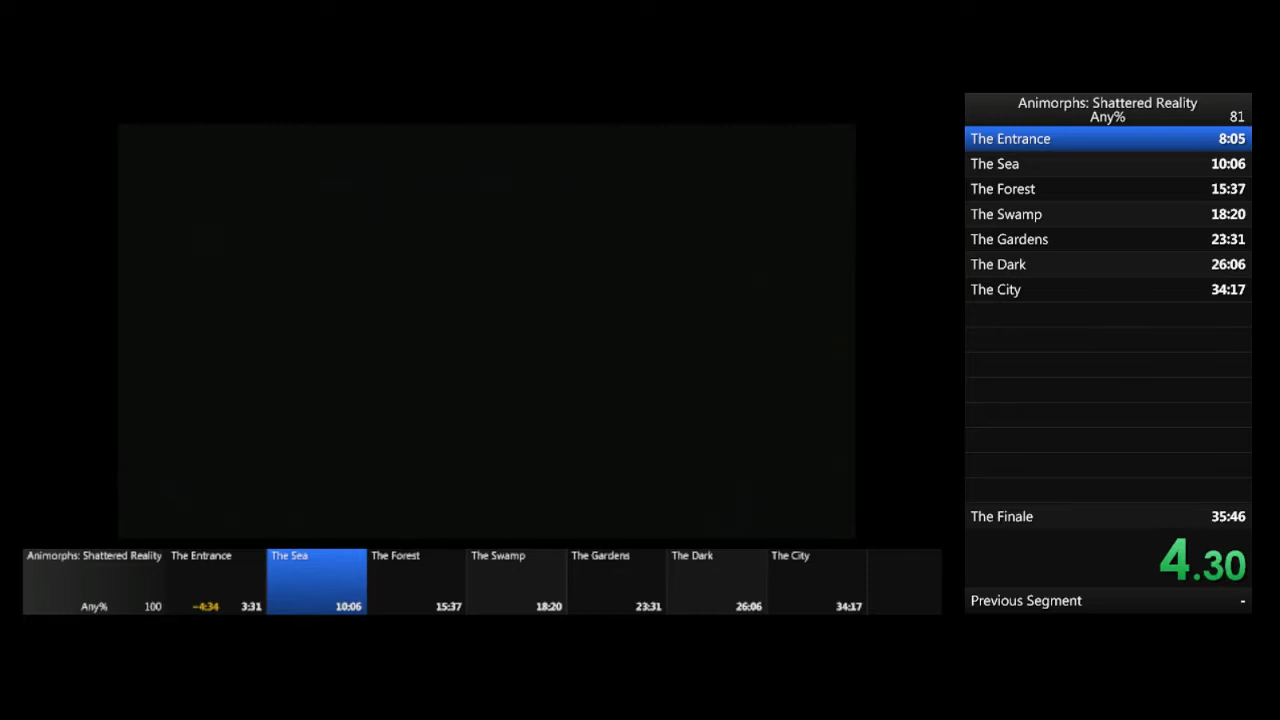 Animorphs: Shattered Reality
Any% 81
The Entrance 8:05
The Sea 10:06
The Forest 15:37
The Swamp 18:20
The Gardens 23:31
The Dark 26:06
The City 34:17
The Finale 35:46
4.30
Previous Segment -
Animorphs: Shattered Reality The Entrance The Sea The Forest The Swamp The Gardens The Dark The City
Any% 100 −4:34 3:31 10:06 15:37 18:20 23:31 26:06 34:17